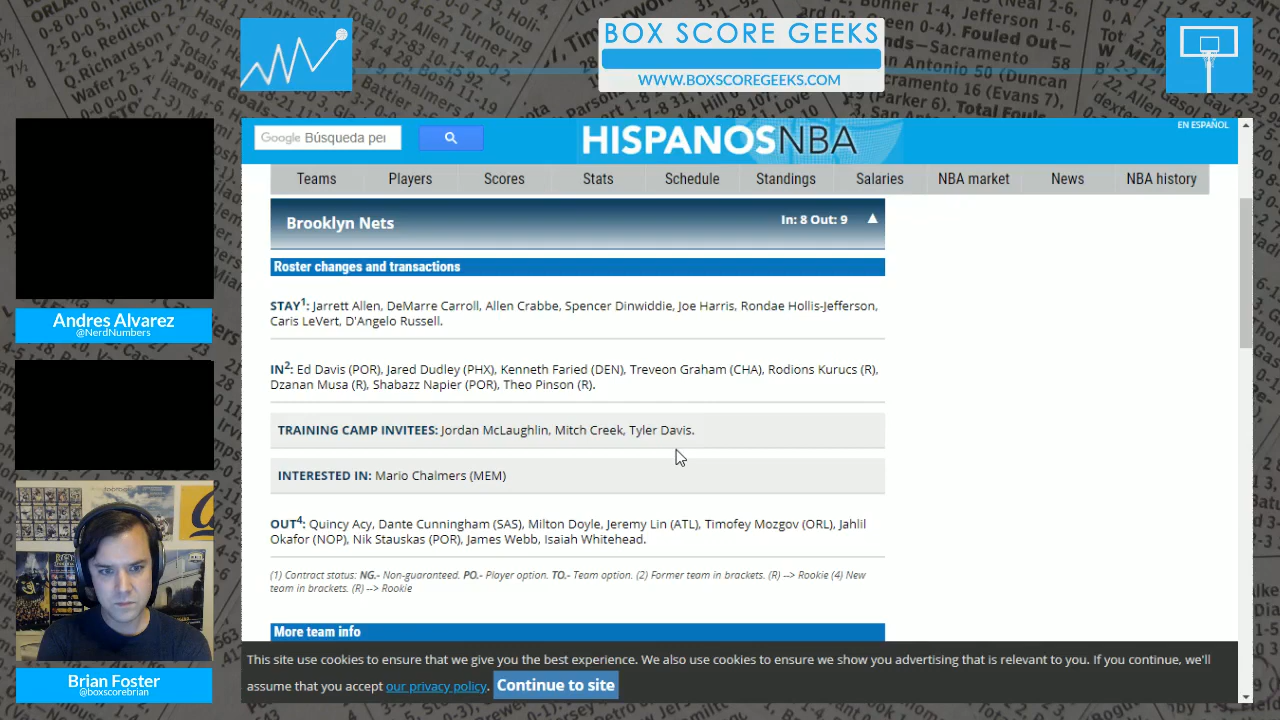 BOX SCORE GEEKS
WWW.BOXSCOREGEEKS.COM
Andres Alvarez
@NerdNumbers
Brian Foster
@boxscorebrian
Google Búsqueda per
HISPANOSNBA
EN ESPAÑOL
Teams Players Scores Stats Schedule Standings Salaries NBA market News NBA history
Brooklyn Nets In: 8 Out: 9 ▲
Roster changes and transactions
STAY1: Jarrett Allen, DeMarre Carroll, Allen Crabbe, Spencer Dinwiddie, Joe Harris, Rondae Hollis-Jefferson,
Caris LeVert, D'Angelo Russell.
IN2: Ed Davis (POR), Jared Dudley (PHX), Kenneth Faried (DEN), Treveon Graham (CHA), Rodions Kurucs (R),
Dzanan Musa (R), Shabazz Napier (POR), Theo Pinson (R).
TRAINING CAMP INVITEES: Jordan McLaughlin, Mitch Creek, Tyler Davis.
INTERESTED IN: Mario Chalmers (MEM)
OUT4: Quincy Acy, Dante Cunningham (SAS), Milton Doyle, Jeremy Lin (ATL), Timofey Mozgov (ORL), Jahlil
Okafor (NOP), Nik Stauskas (POR), James Webb, Isaiah Whitehead.
(1) Contract status: NG.- Non-guaranteed. PO.- Player option. TO.- Team option. (2) Former team in brackets. (R) --> Rookie (4) New
team in brackets. (R) --> Rookie
More team info
This site use cookies to ensure that we give you the best experience. We also use cookies to ensure we show you advertising that is relevant to you. If you continue, we'll
assume that you accept our privacy policy. Continue to site